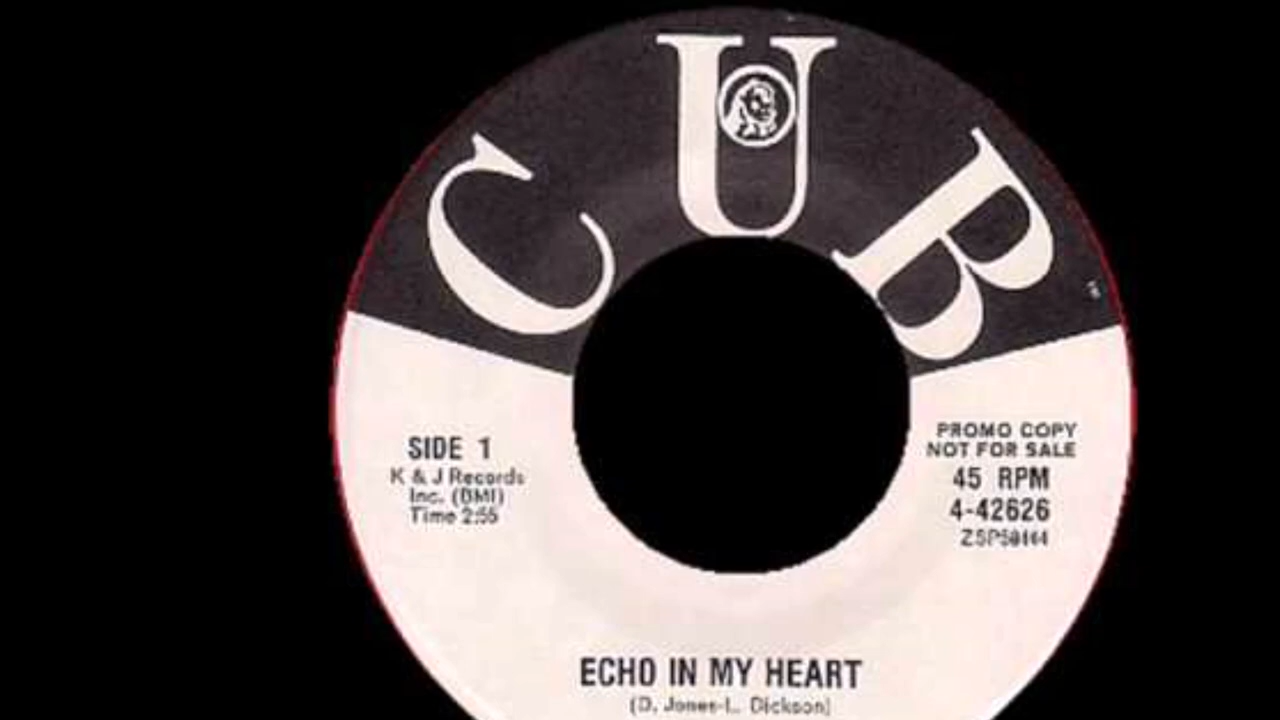 CUB
SIDE 1
K & J Records
Inc. (BMI)
Time 2:55
PROMO COPY
NOT FOR SALE
45 RPM
4-42626
ECHO IN MY HEART
(D. Jones-L. Dickson)